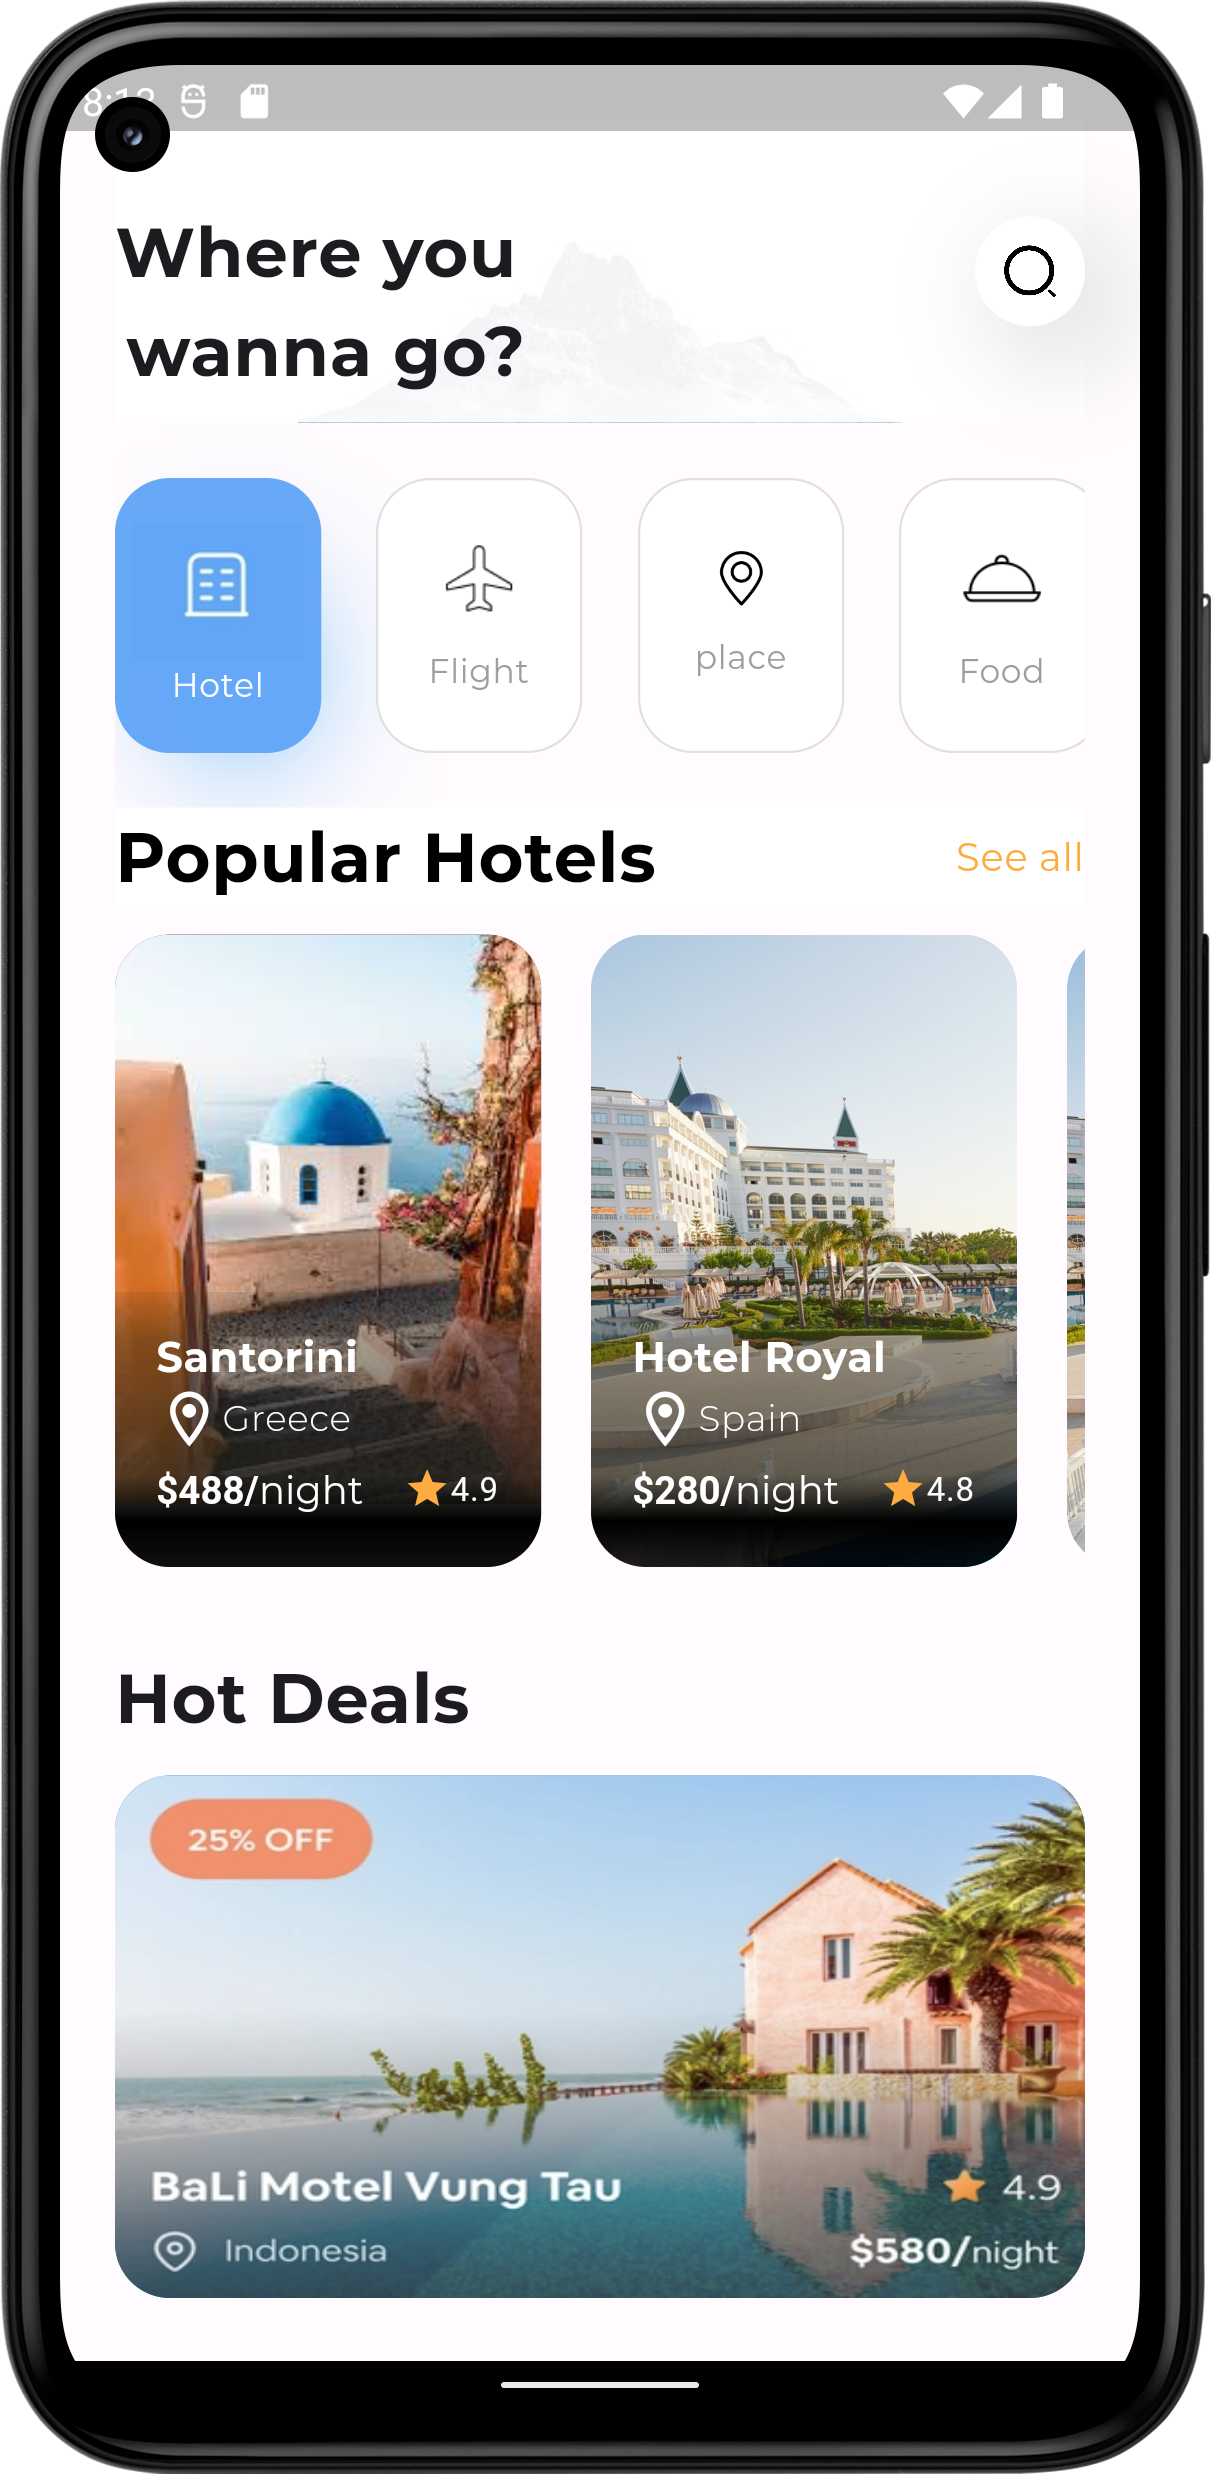 Where you
wanna go?
Hotel
Flight
place
Food
Popular Hotels
See all
Santorini
Greece
$488/night
4.9
Hotel Royal
Spain
$280/night
4.8
Hot Deals
25% OFF
BaLi Motel Vung Tau
4.9
Indonesia
$580/night